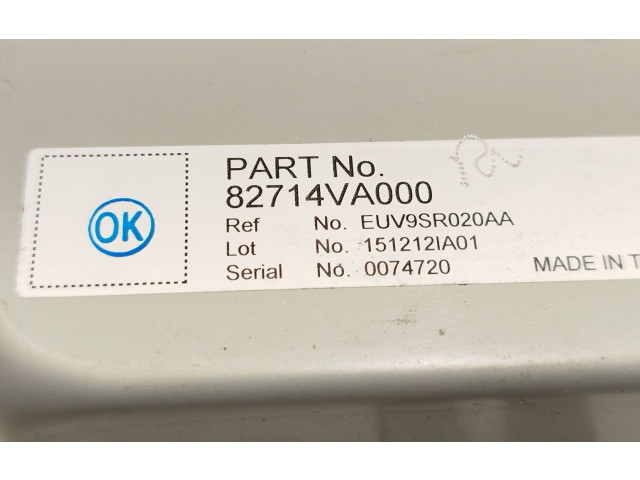 OK
PART No.
82714VA000
Ref No. EUV9SR020AA
Lot No. 151212IA01
Serial No. 0074720
MADE IN T